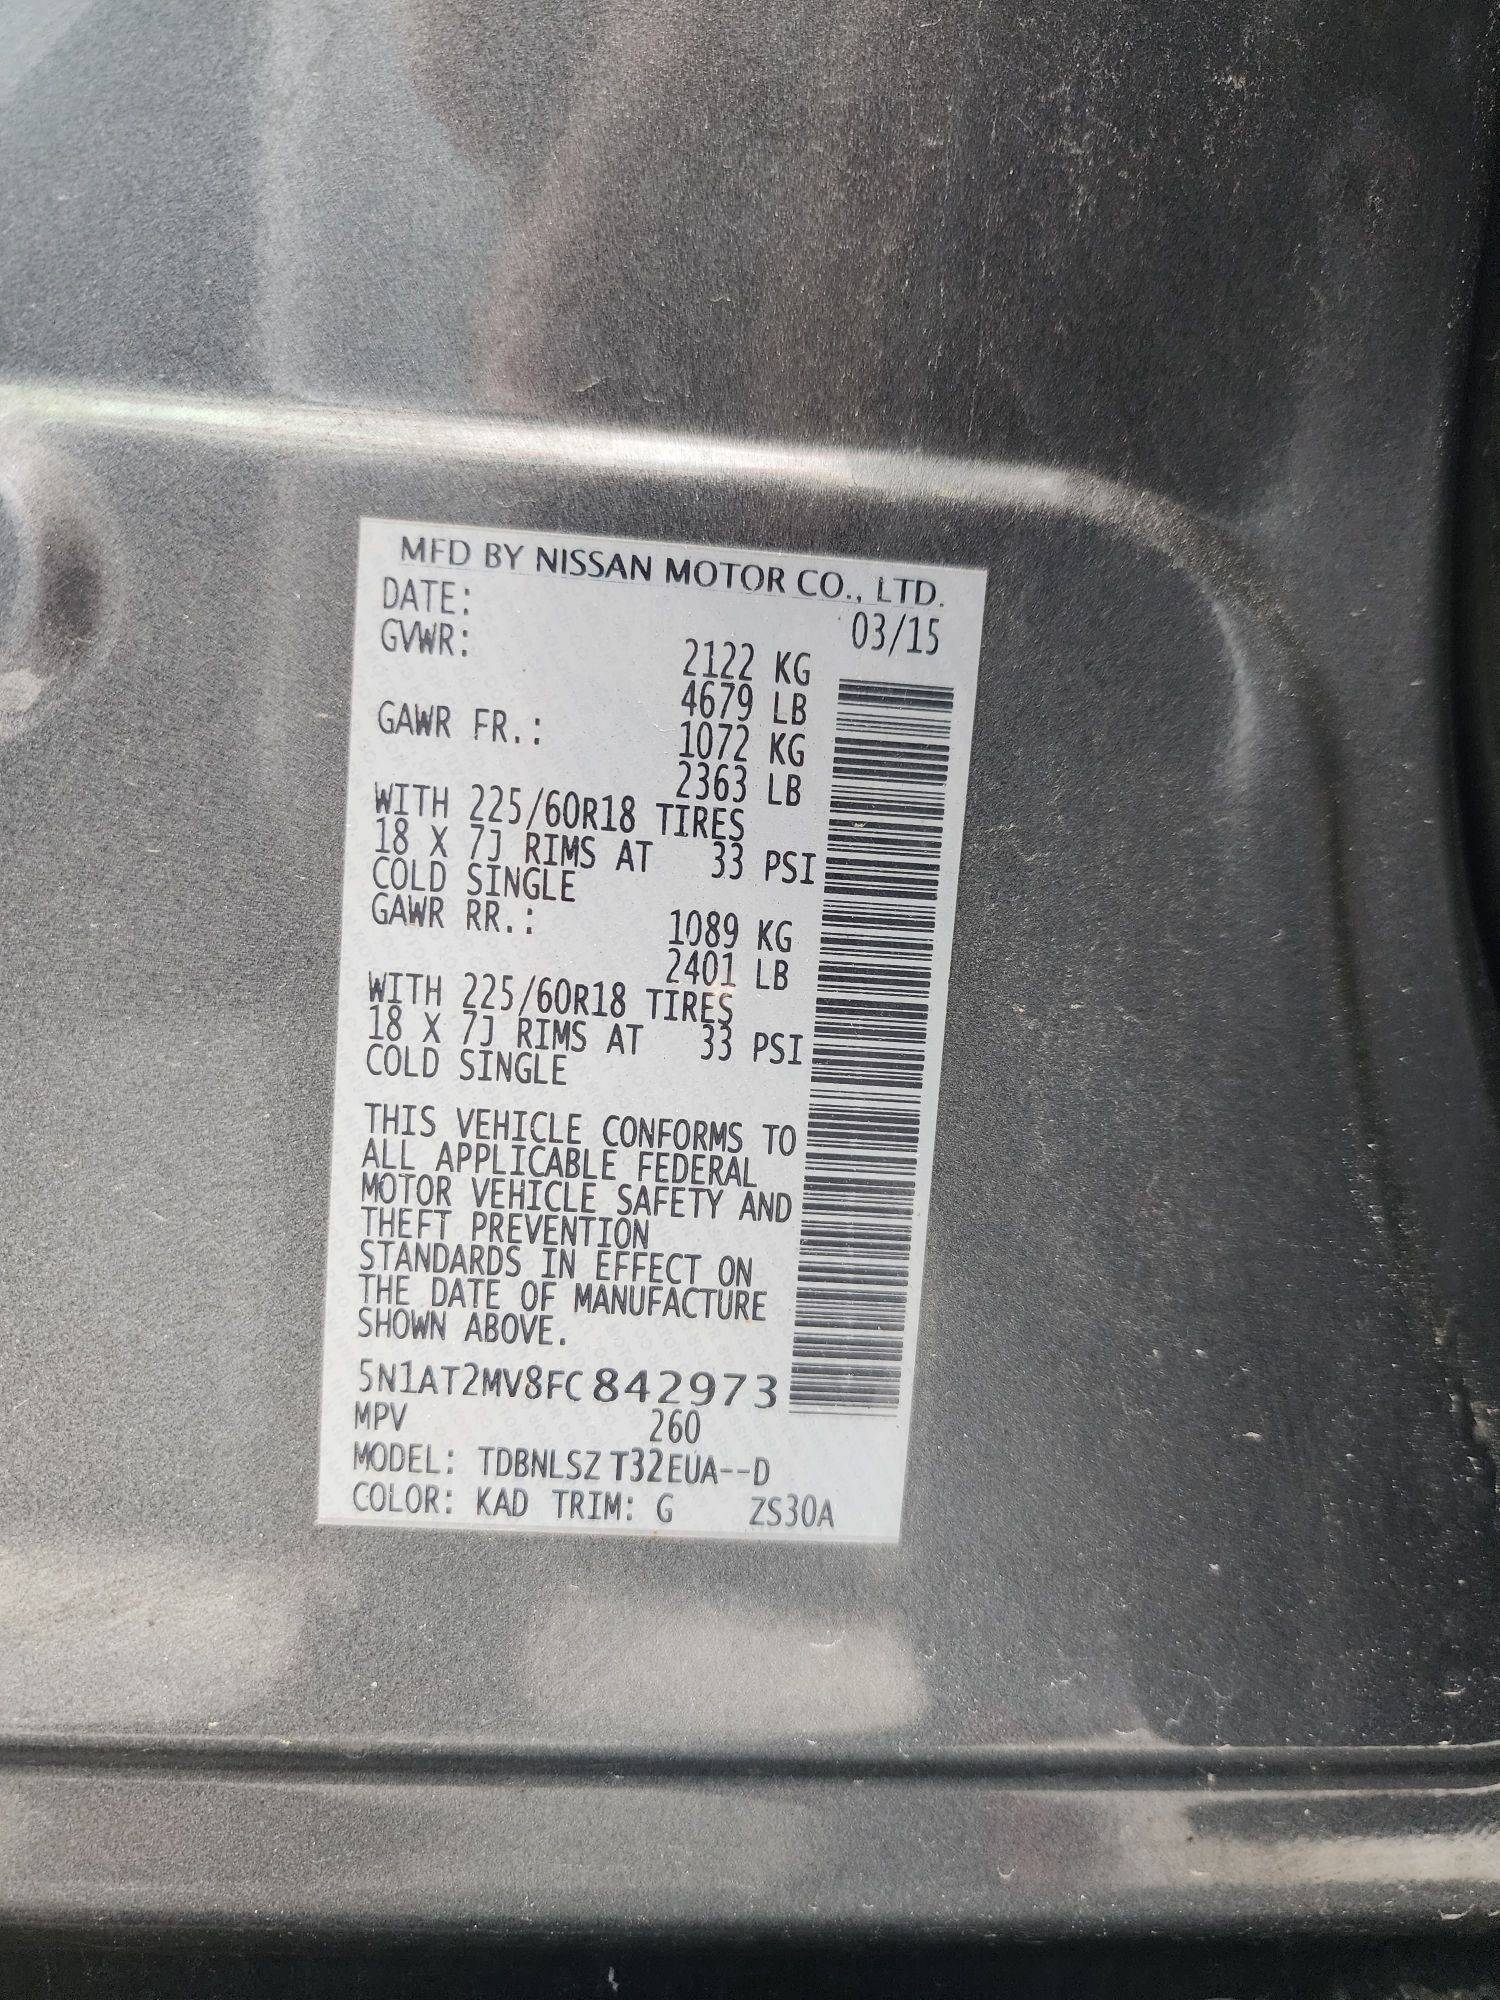 MFD BY NISSAN MOTOR CO., LTD.
DATE: 03/15
GVWR: 2122 KG
4679 LB
GAWR FR.: 1072 KG
2363 LB
WITH 225/60R18 TIRES
18 X 7J RIMS AT 33 PSI
COLD SINGLE
GAWR RR.: 1089 KG
2401 LB
WITH 225/60R18 TIRES
18 X 7J RIMS AT 33 PSI
COLD SINGLE
THIS VEHICLE CONFORMS TO
ALL APPLICABLE FEDERAL
MOTOR VEHICLE SAFETY AND
THEFT PREVENTION
STANDARDS IN EFFECT ON
THE DATE OF MANUFACTURE
SHOWN ABOVE.
5N1AT2MV8FC842973
MPV 260
MODEL: TDBNLSZ T32EUA--D
COLOR: KAD TRIM: G ZS30A